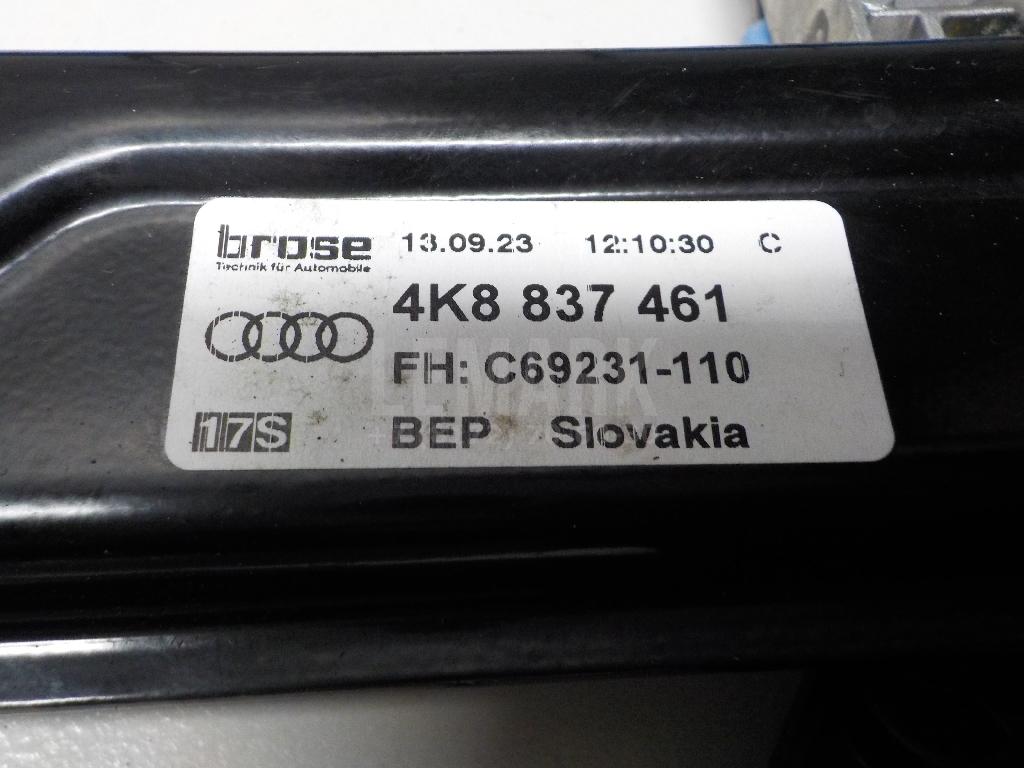 brose 13.09.23 12:10:30 C
Technik für Automobile
4K8 837 461
FH: C69231-110
17S BEP Slovakia
LEMARK